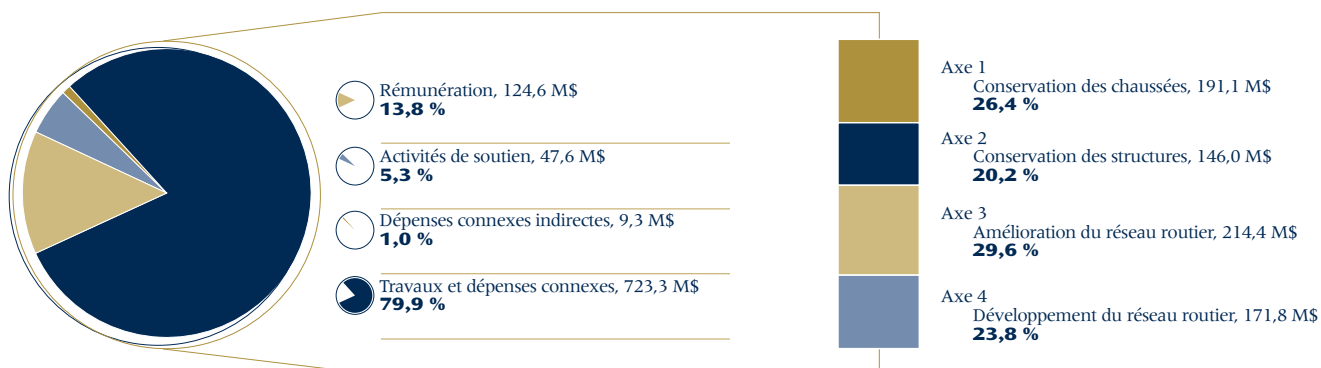 Rémunération, 124,6 M$
13,8 %
Activités de soutien, 47,6 M$
5,3 %
Dépenses connexes indirectes, 9,3 M$
1,0 %
Travaux et dépenses connexes, 723,3 M$
79,9 %
Axe 1
Conservation des chaussées, 191,1 M$
26,4 %
Axe 2
Conservation des structures, 146,0 M$
20,2 %
Axe 3
Amélioration du réseau routier, 214,4 M$
29,6 %
Axe 4
Développement du réseau routier, 171,8 M$
23,8 %